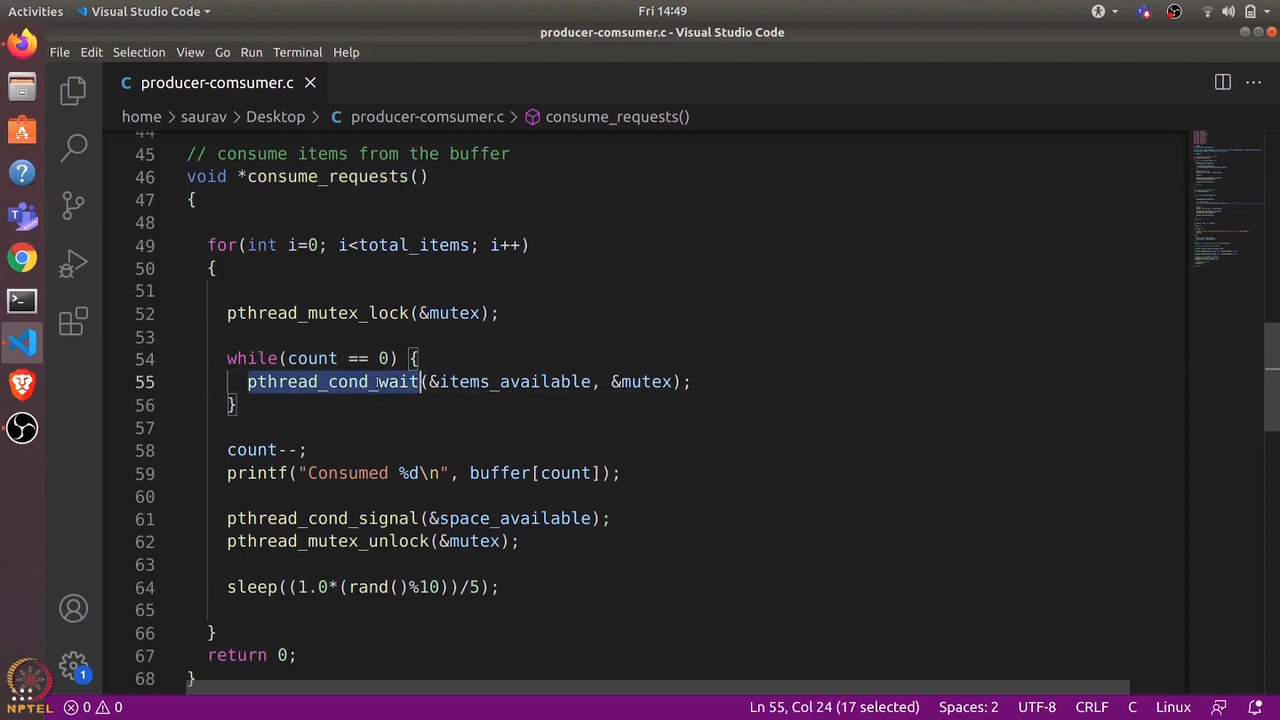 Activities Visual Studio Code Fri 14:49
producer-comsumer.c - Visual Studio Code
File Edit Selection View Go Run Terminal Help
C producer-comsumer.c
home > saurav > Desktop > C producer-comsumer.c > consume_requests()
44
45 // consume items from the buffer
46 void *consume_requests()
47 {
48
49 for(int i=0; i<total_items; i++)
50 {
51
52 pthread_mutex_lock(&mutex);
53
54 while(count == 0) {
55 pthread_cond_wait(&items_available, &mutex);
56 }
57
58 count--;
59 printf("Consumed %d\n", buffer[count]);
60
61 pthread_cond_signal(&space_available);
62 pthread_mutex_unlock(&mutex);
63
64 sleep((1.0*(rand()%10))/5);
65
66 }
67 return 0;
68 }
1
NPTEL
0 0 Ln 55, Col 24 (17 selected) Spaces: 2 UTF-8 CRLF C Linux